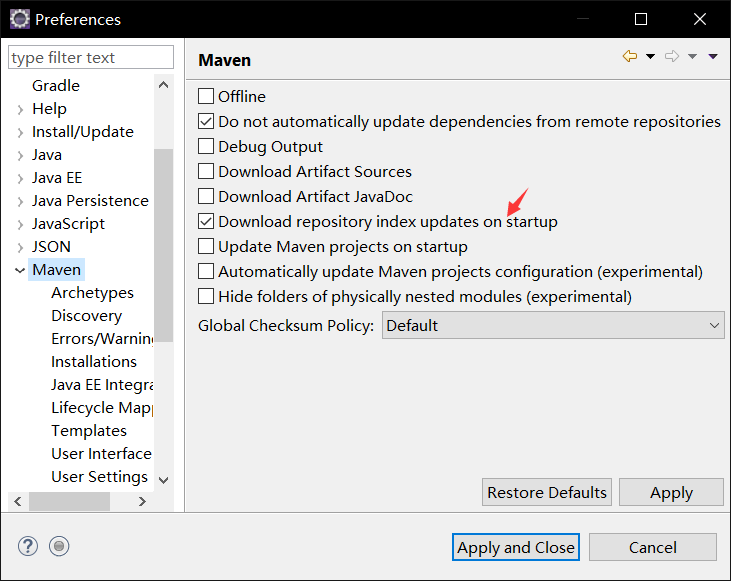 Preferences
type filter text
Gradle
Help
Install/Update
Java
Java EE
Java Persistence
JavaScript
JSON
Maven
Archetypes
Discovery
Errors/Warning
Installations
Java EE Integra
Lifecycle Mapp
Templates
User Interface
User Settings
Maven
Offline
Do not automatically update dependencies from remote repositories
Debug Output
Download Artifact Sources
Download Artifact JavaDoc
Download repository index updates on startup
Update Maven projects on startup
Automatically update Maven projects configuration (experimental)
Hide folders of physically nested modules (experimental)
Global Checksum Policy: Default
Restore Defaults Apply
? Apply and Close Cancel